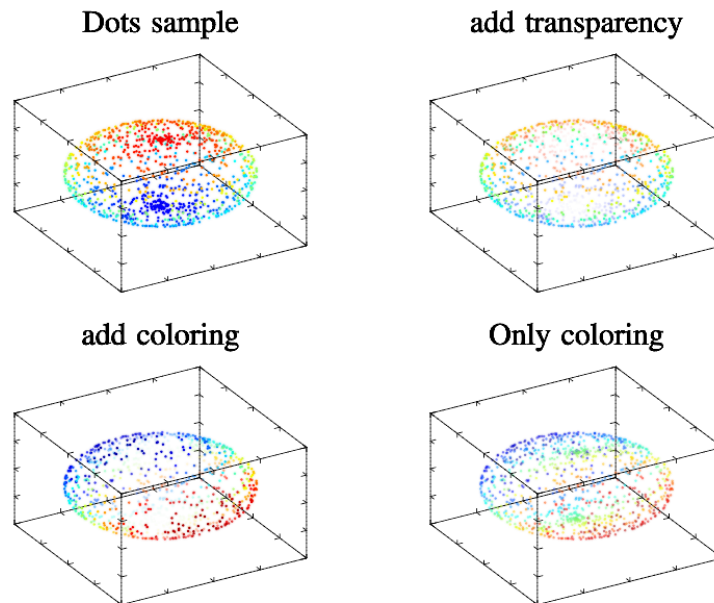 Dots sample
add transparency
add coloring
Only coloring